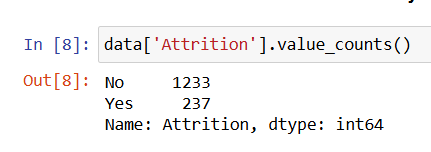 In [8]: data['Attrition'].value_counts()
Out[8]: No 1233
Yes 237
Name: Attrition, dtype: int64